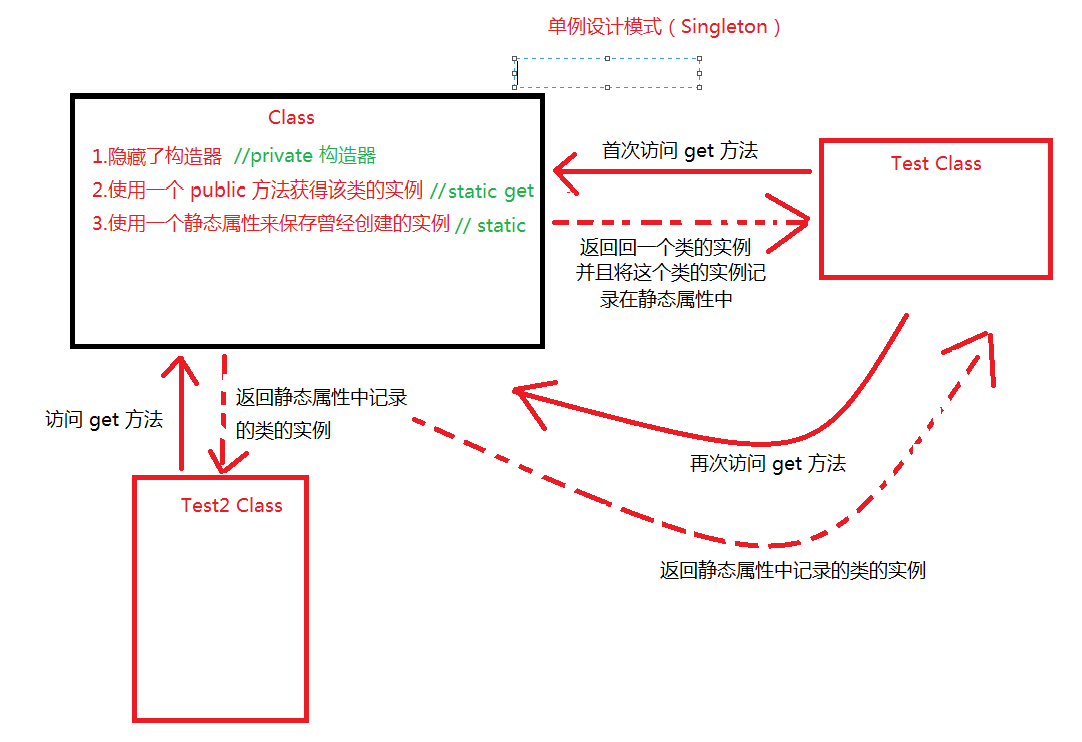 单例设计模式（Singleton）
Class
1.隐藏了构造器 //private 构造器
2.使用一个 public 方法获得该类的实例 //static get
3.使用一个静态属性来保存曾经创建的实例 // static
首次访问 get 方法
Test Class
返回回一个类的实例
并且将这个类的实例记
录在静态属性中
访问 get 方法
返回静态属性中记录
的类的实例
再次访问 get 方法
Test2 Class
返回静态属性中记录的类的实例